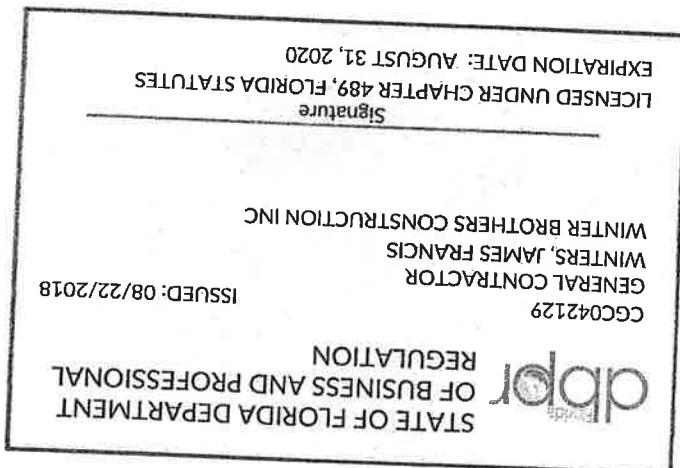 STATE OF FLORIDA DEPARTMENT
OF BUSINESS AND PROFESSIONAL
REGULATION
Florida
dbpr
CGC042129 ISSUED: 08/22/2018
GENERAL CONTRACTOR
WINTERS, JAMES FRANCIS
WINTER BROTHERS CONSTRUCTION INC
Signature
LICENSED UNDER CHAPTER 489, FLORIDA STATUTES
EXPIRATION DATE: AUGUST 31, 2020